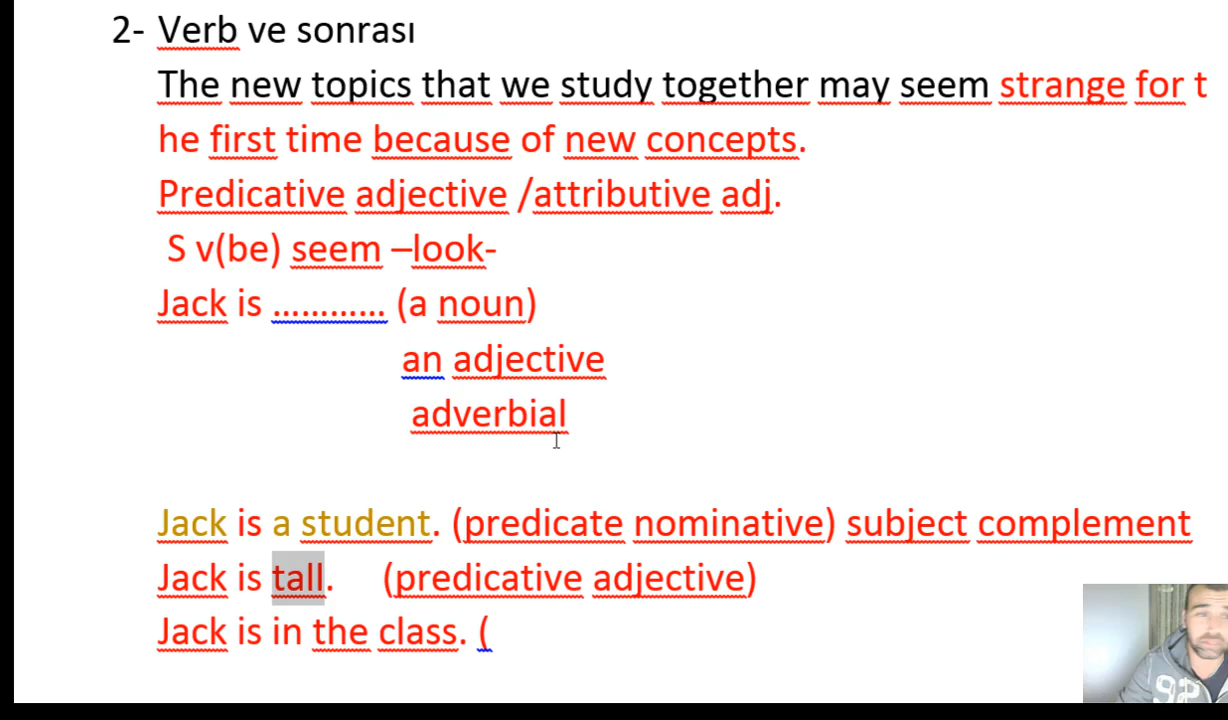 2- Verb ve sonrası
The new topics that we study together may seem strange for t
he first time because of new concepts.
Predicative adjective /attributive adj.
S v(be) seem –look-
Jack is ............ (a noun)
an adjective
adverbial
Jack is a student. (predicate nominative) subject complement
Jack is tall. (predicative adjective)
Jack is in the class. (
92